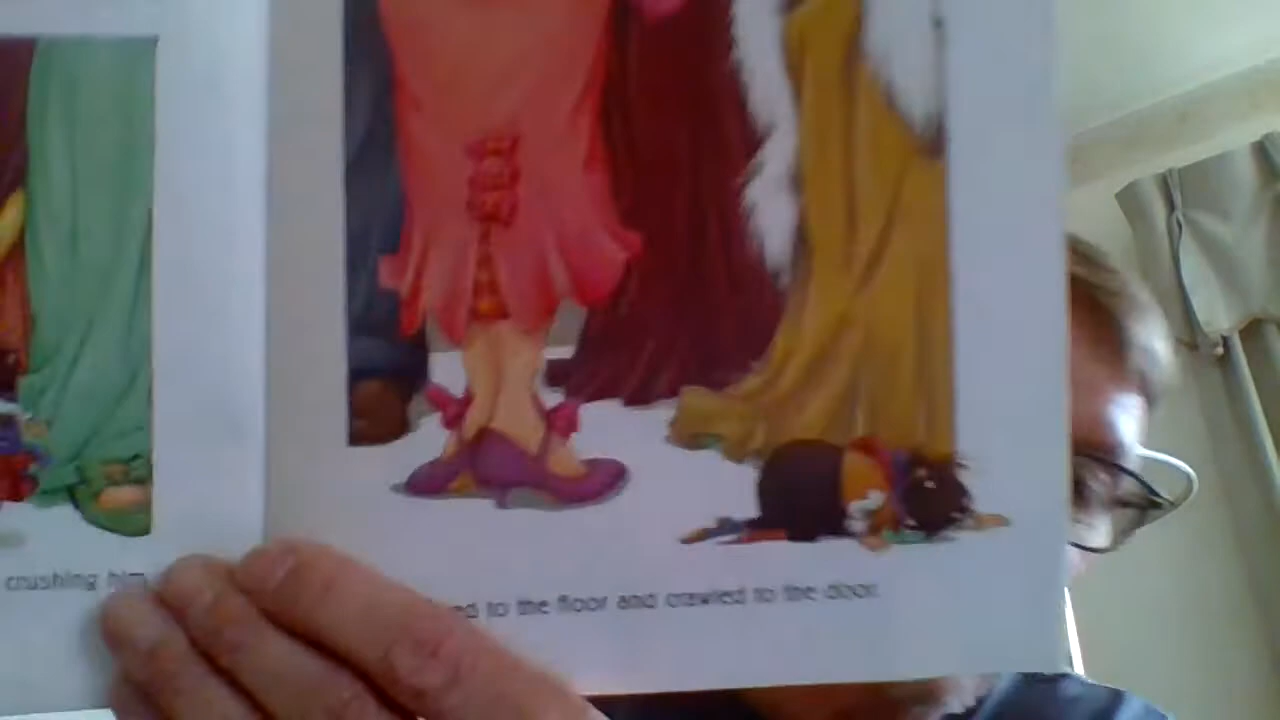 crushing him
to the floor and crawled to the door.